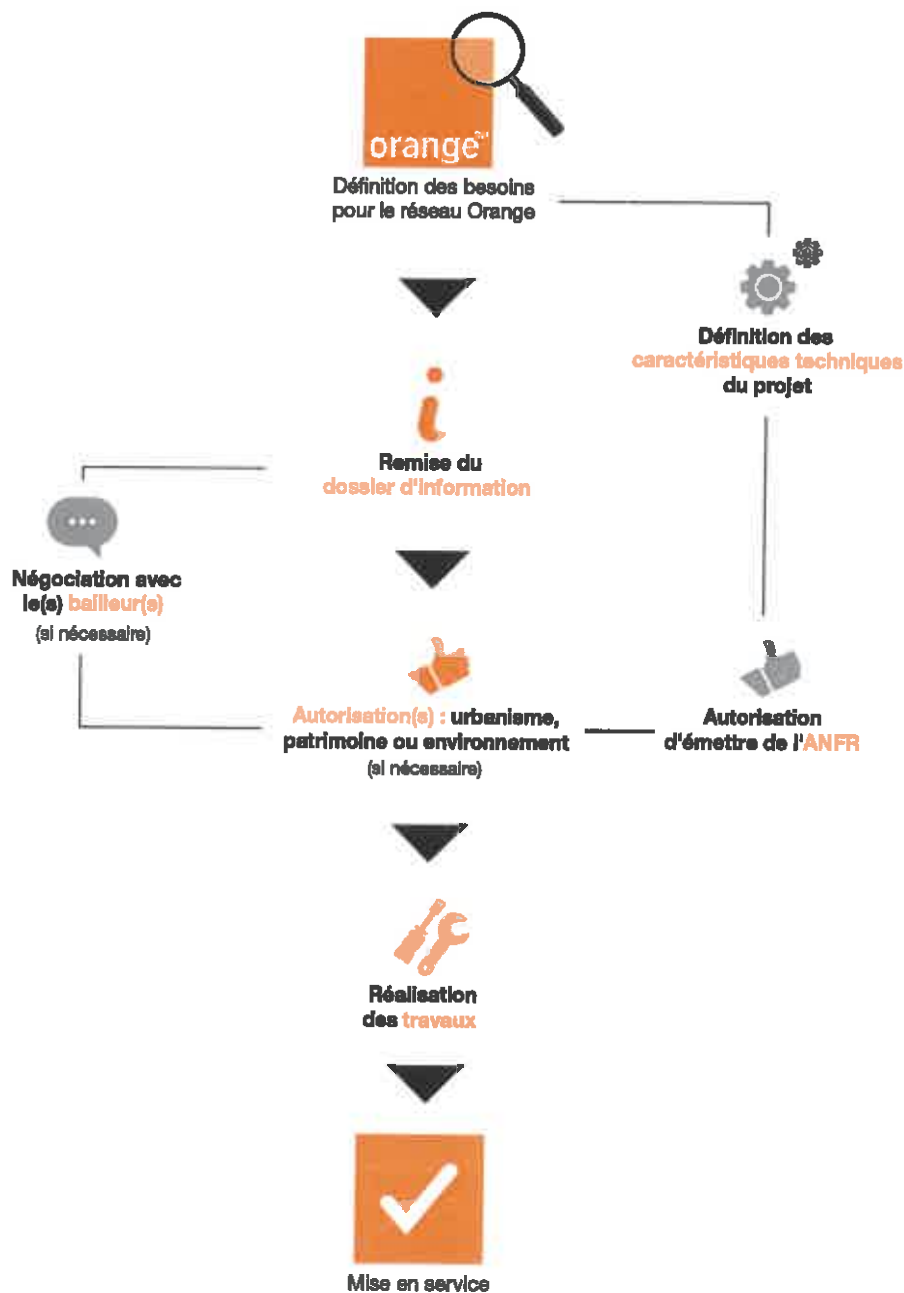 orange™
Définition des besoins
pour le réseau Orange
Définition des
caractéristiques techniques
du projet
Remise du
dossier d'information
Négociation avec
le(s) bailleur(s)
(si nécessaire)
Autorisation(s) : urbanisme,
patrimoine ou environnement
(si nécessaire)
Autorisation
d'émettre de l'ANFR
Réalisation
des travaux
Mise en service